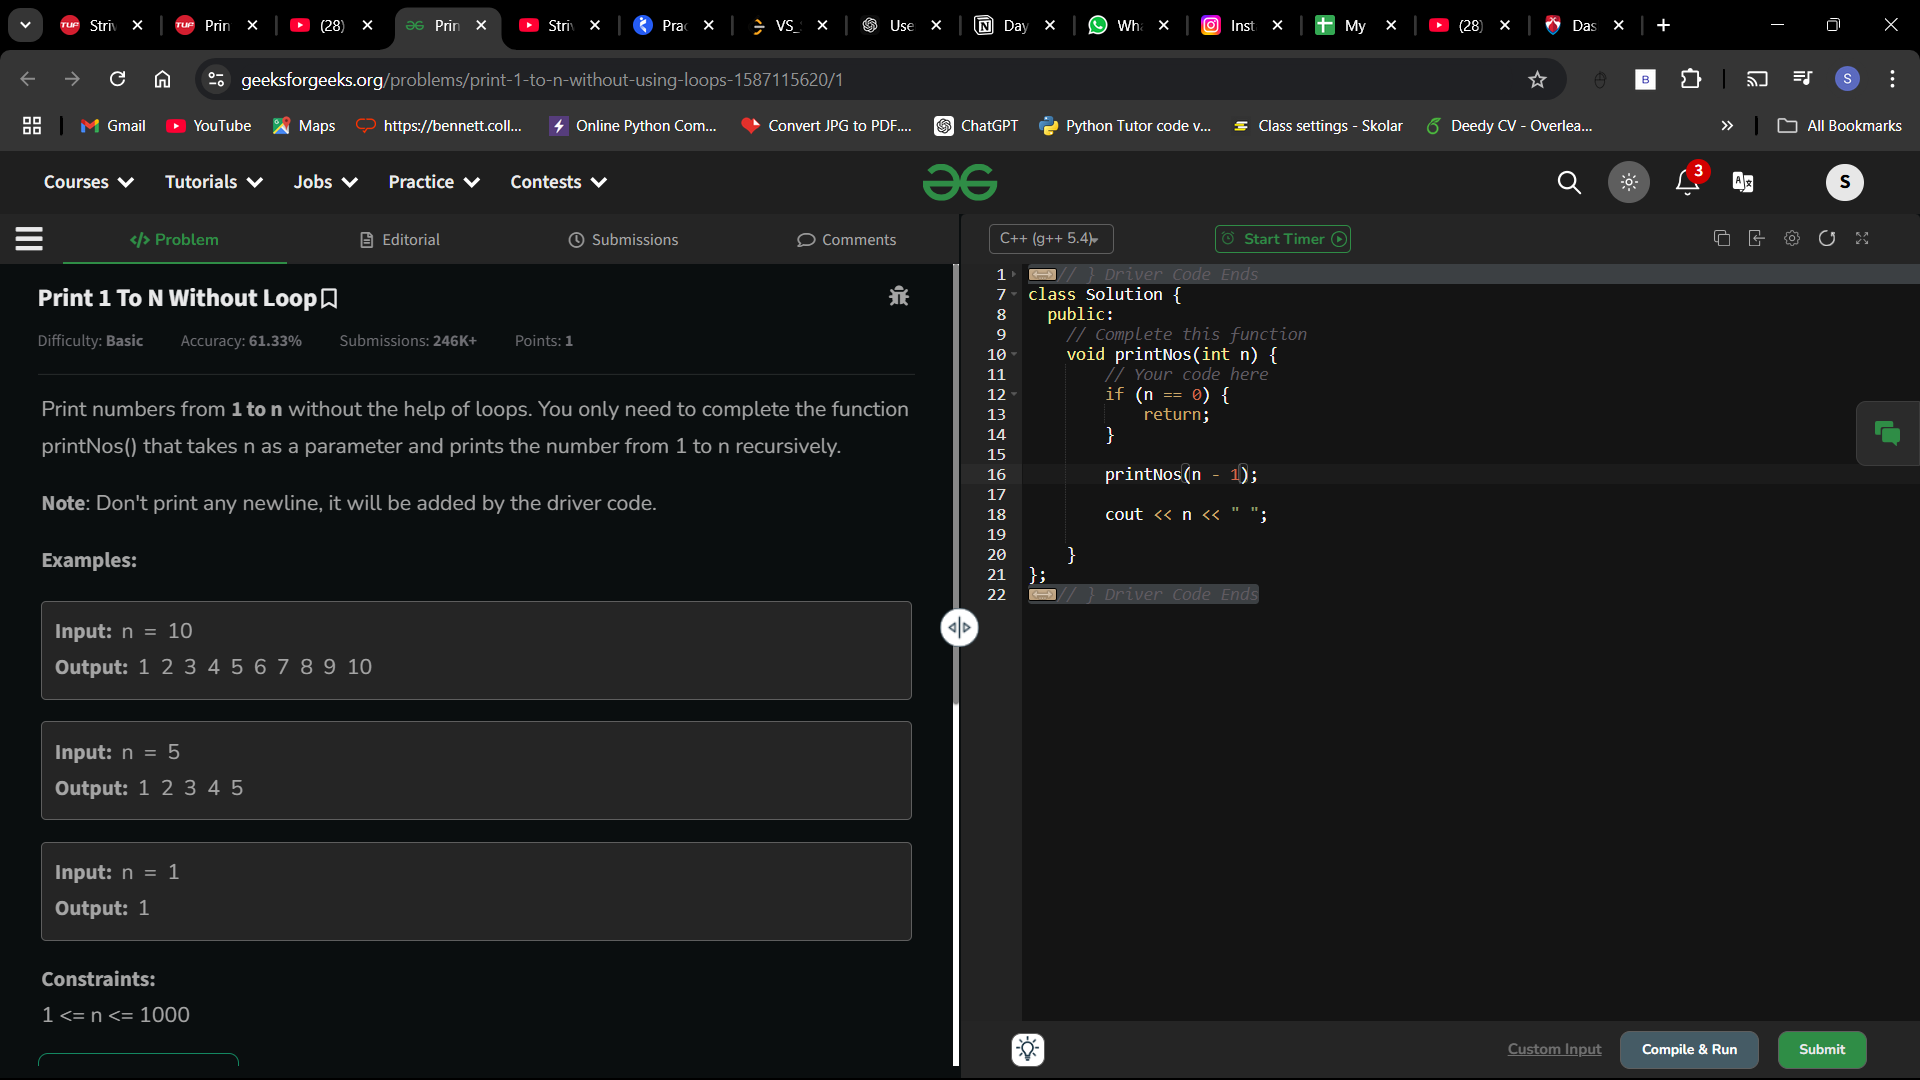 Striv
Prin
(28)
Prin
Striv
Prac
VS_
Use
Day
Wha
Inst
My
(28)
Das
geeksforgeeks.org/problems/print-1-to-n-without-using-loops-1587115620/1
B
S
Gmail
YouTube
Maps
https://bennett.coll...
Online Python Com...
Convert JPG to PDF....
ChatGPT
Python Tutor code v...
Class settings - Skolar
Deedy CV - Overlea...
All Bookmarks
Courses
Tutorials
Jobs
Practice
Contests
3
S
</> Problem
Editorial
Submissions
Comments
C++ (g++ 5.4)
Start Timer
Print 1 To N Without Loop
Difficulty: Basic Accuracy: 61.33% Submissions: 246K+ Points: 1
Print numbers from 1 to n without the help of loops. You only need to complete the function
printNos() that takes n as a parameter and prints the number from 1 to n recursively.
Note: Don't print any newline, it will be added by the driver code.
Examples:
Input: n = 10
Output: 1 2 3 4 5 6 7 8 9 10
Input: n = 5
Output: 1 2 3 4 5
Input: n = 1
Output: 1
Constraints:
1 <= n <= 1000
1 // } Driver Code Ends
7 class Solution {
8 public:
9 // Complete this function
10 void printNos(int n) {
11 // Your code here
12 if (n == 0) {
13 return;
14 }
15
16 printNos(n - 1);
17
18 cout << n << " ";
19
20 }
21 };
22 // } Driver Code Ends
Custom Input
Compile & Run
Submit